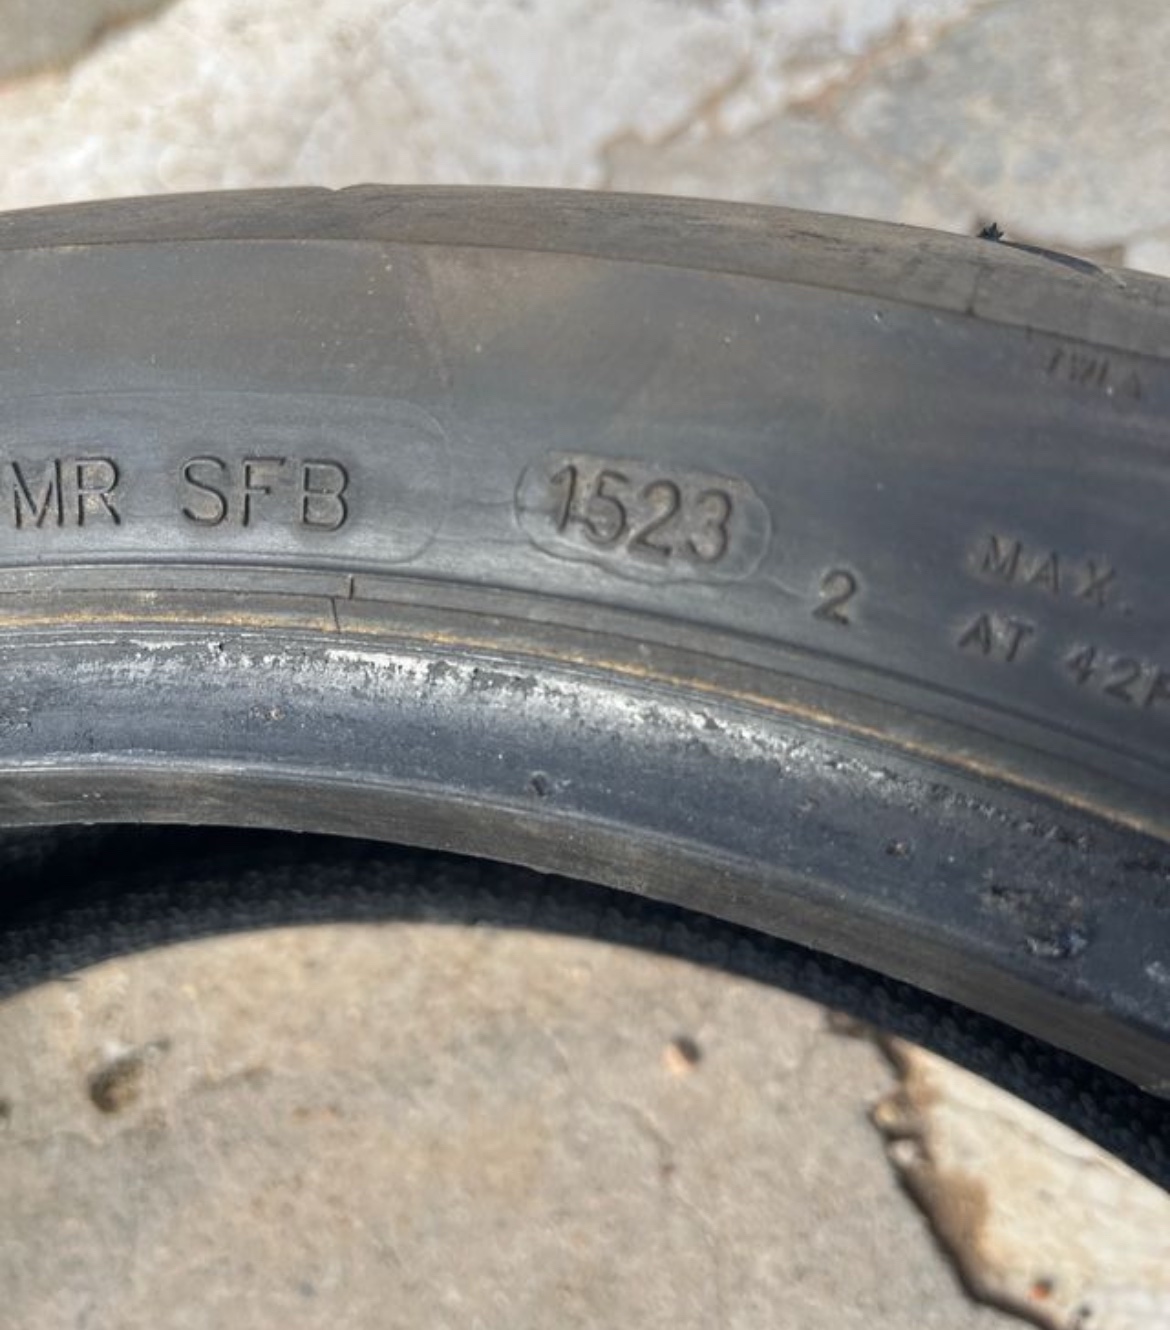 MR SFB 1523
2
MAX.
AT 42